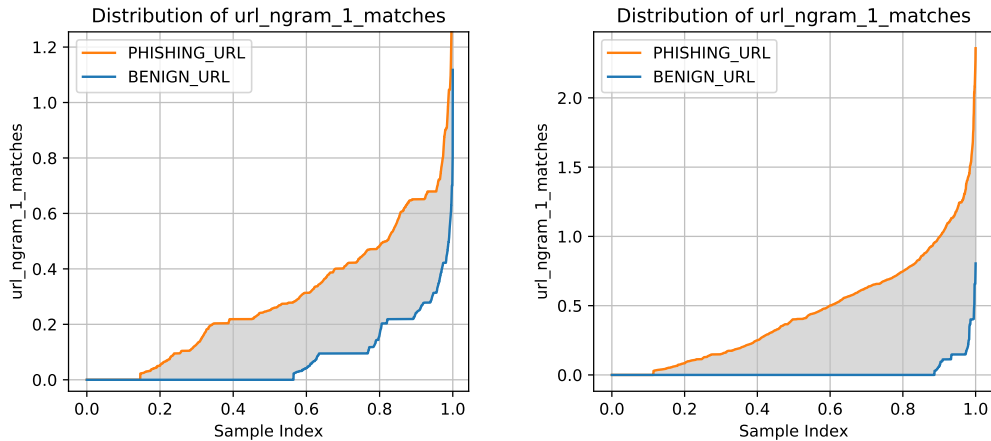 Distribution of url_ngram_1_matches
PHISHING_URL
BENIGN_URL
url_ngram_1_matches
1.2
1.0
0.8
0.6
0.4
0.2
0.0
0.0 0.2 0.4 0.6 0.8 1.0
Sample Index
Distribution of url_ngram_1_matches
PHISHING_URL
BENIGN_URL
url_ngram_1_matches
2.0
1.5
1.0
0.5
0.0
0.0 0.2 0.4 0.6 0.8 1.0
Sample Index